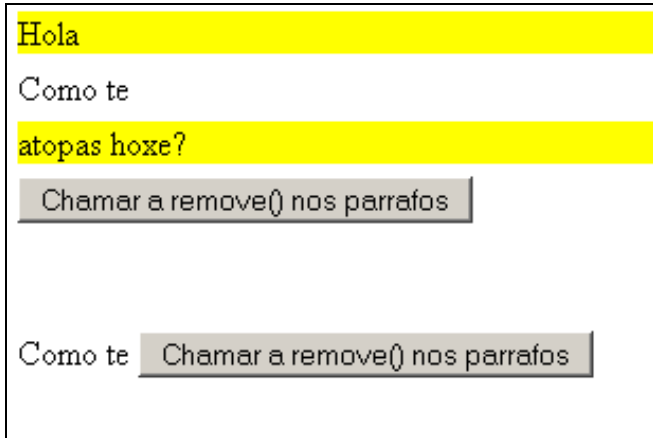 Hola
Como te
atopas hoxe?
Chamar a remove() nos parrafos
Como te Chamar a remove() nos parrafos